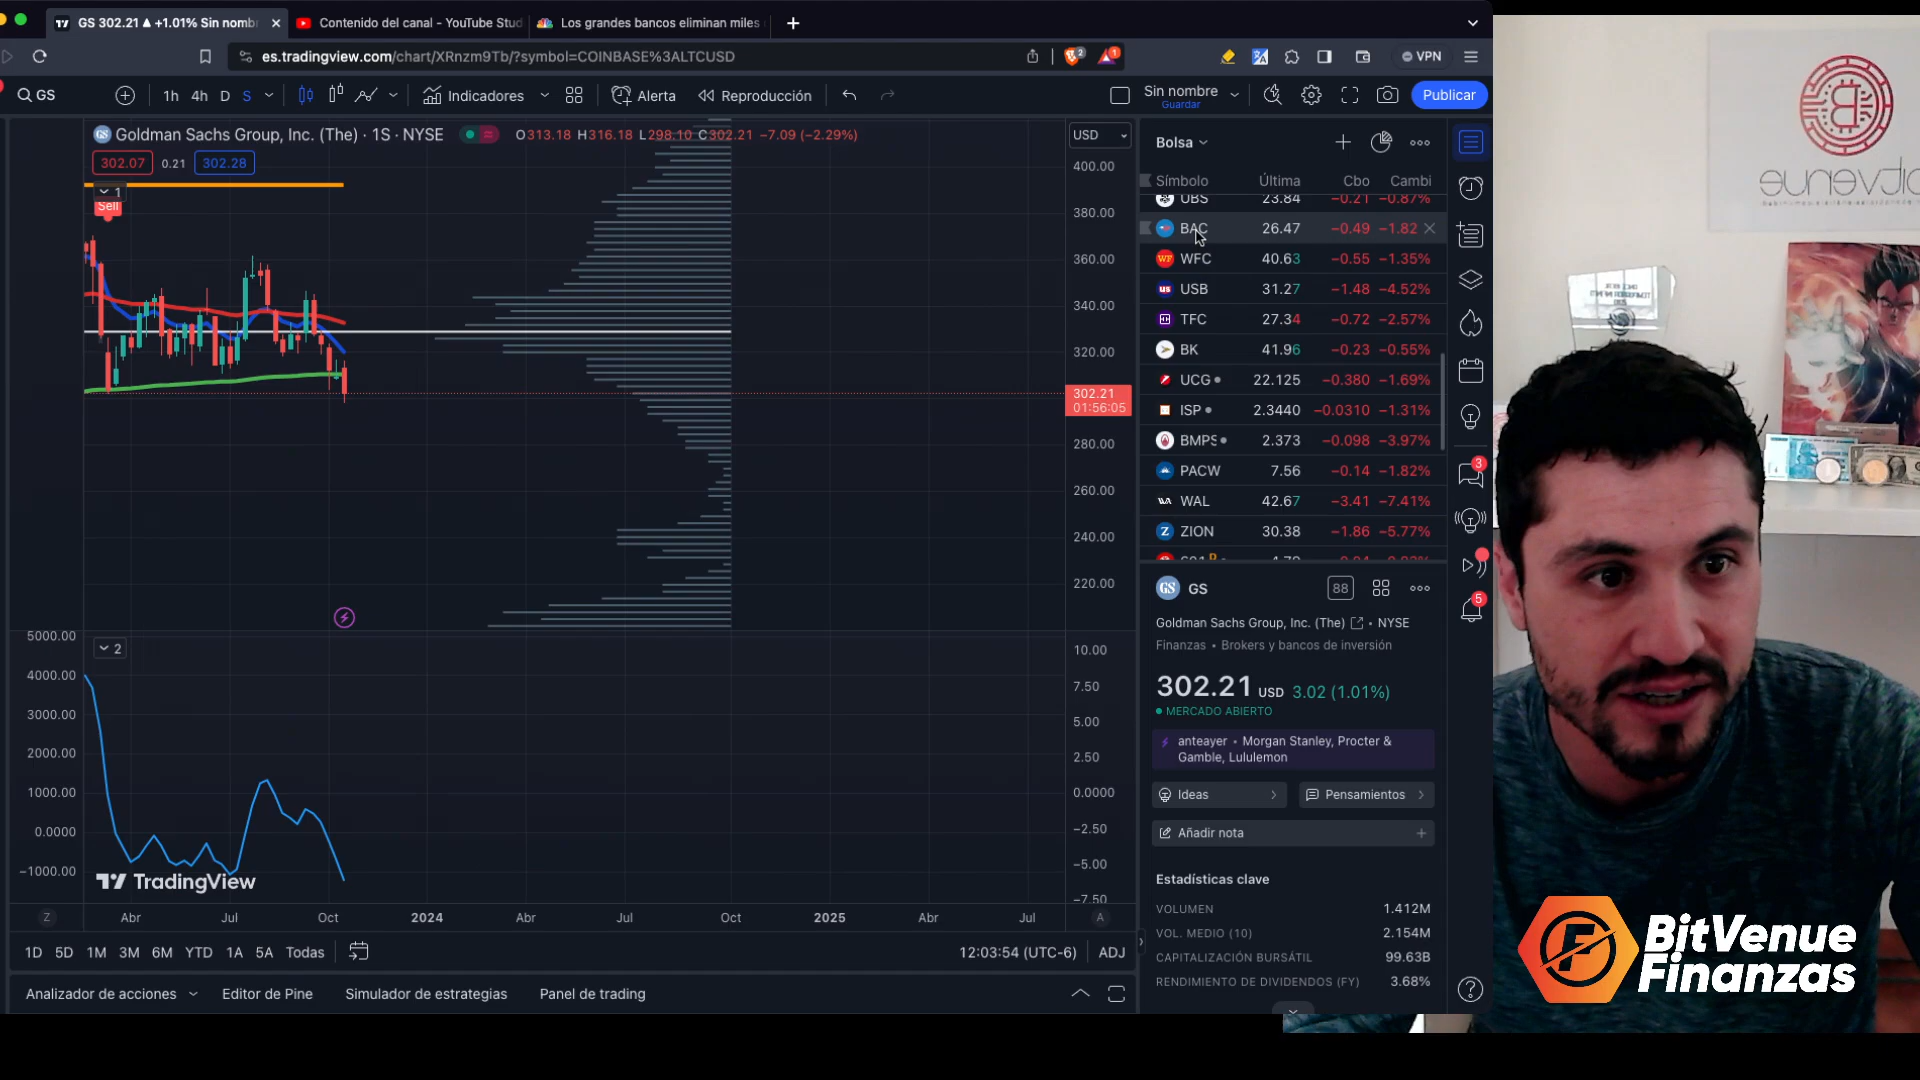 GS 302.21 ▲ +1.01% Sin nomb
Contenido del canal - YouTube Stud
Los grandes bancos eliminan miles
es.tradingview.com/chart/XRnzm9Tb/?symbol=COINBASE%3ALTCUSD
2
1
VPN
GS
1h
4h
D
S
Indicadores
Alerta
Reproducción
Sin nombre
Guardar
Publicar
Goldman Sachs Group, Inc. (The) · 1S · NYSE
O313.18 H316.18 L298.10 C302.21 −7.09 (−2.29%)
302.07
0.21
302.28
1
Sell
USD
400.00
380.00
360.00
340.00
320.00
302.21
01:56:05
280.00
260.00
240.00
220.00
2
5000.00
4000.00
3000.00
2000.00
1000.00
0.0000
−1000.00
10.00
7.50
5.00
2.50
0.0000
−2.50
−5.00
−7.50
TradingView
Z
Abr
Jul
Oct
2024
Abr
Jul
Oct
2025
Abr
Jul
A
1D
5D
1M
3M
6M
YTD
1A
5A
Todas
12:03:54 (UTC-6)
ADJ
Analizador de acciones
Editor de Pine
Simulador de estrategias
Panel de trading
Bolsa
Símbolo Última Cbo Cambi
UBS 23.84 −0.21 −0.87%
BAC 26.47 −0.49 −1.82
WFC 40.63 −0.55 −1.35%
USB 31.27 −1.48 −4.52%
TFC 27.34 −0.72 −2.57%
BK 41.96 −0.23 −0.55%
UCG 22.125 −0.380 −1.69%
ISP 2.3440 −0.0310 −1.31%
BMPS 2.373 −0.098 −3.97%
PACW 7.56 −0.14 −1.82%
WAL 42.67 −3.41 −7.41%
ZION 30.38 −1.86 −5.77%
GS
88
Goldman Sachs Group, Inc. (The) • NYSE
Finanzas • Brokers y bancos de inversión
302.21 USD 3.02 (1.01%)
MERCADO ABIERTO
anteayer • Morgan Stanley, Procter &
Gamble, Lululemon
Ideas
Pensamientos
Añadir nota
Estadísticas clave
VOLUMEN 1.412M
VOL. MEDIO (10) 2.154M
CAPITALIZACIÓN BURSÁTIL 99.63B
RENDIMIENTO DE DIVIDENDOS (FY) 3.68%
3
5
bitvenue
BitVenue
Finanzas